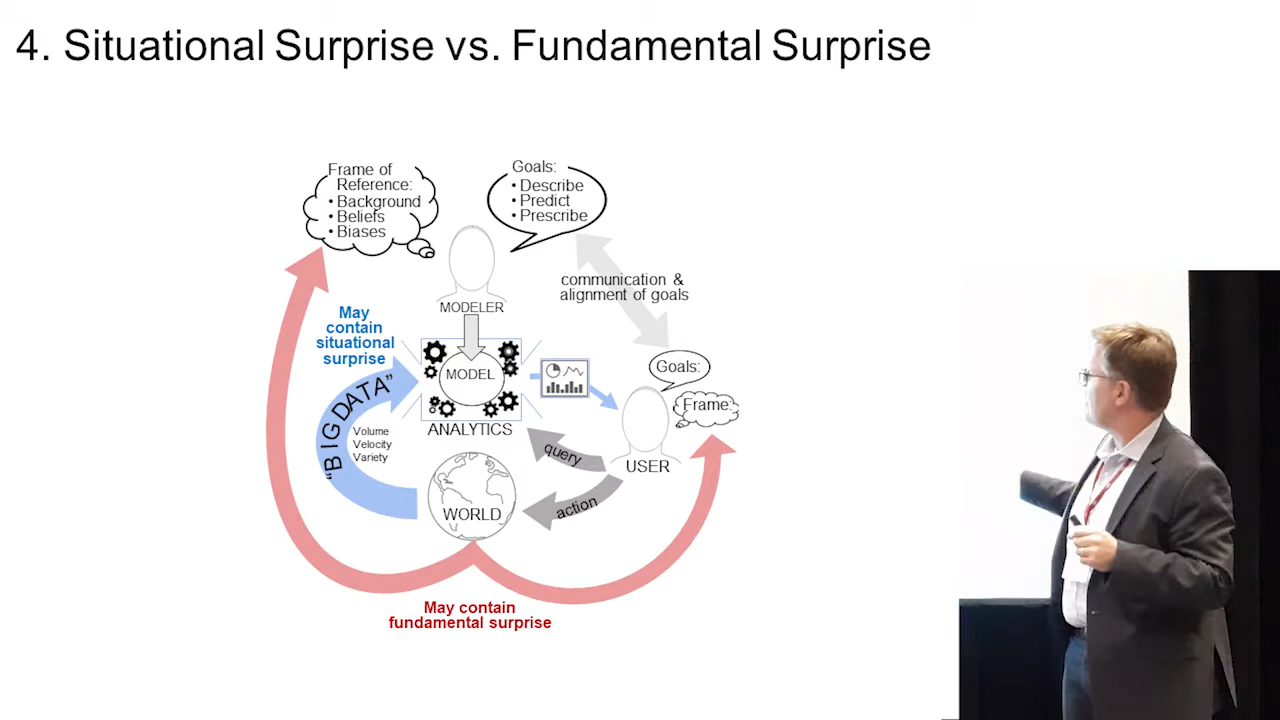 4. Situational Surprise vs. Fundamental Surprise
Frame of
Reference:
• Background
• Beliefs
• Biases
Goals:
• Describe
• Predict
• Prescribe
MODELER
communication &
alignment of goals
May
contain
situational
surprise
"BIG DATA"
Volume
Velocity
Variety
MODEL
ANALYTICS
Goals:
Frame:
USER
query
action
WORLD
May contain
fundamental surprise